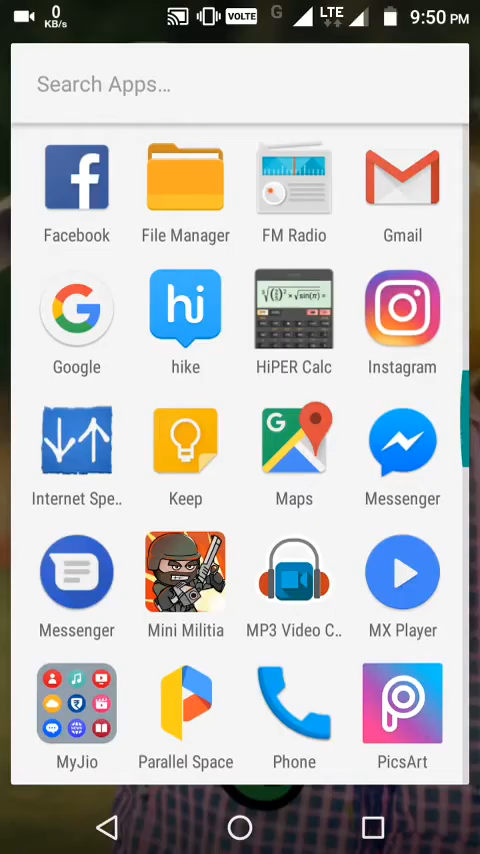 0
KB/s
VOLTE
G
LTE
9:50 PM
Search Apps...
Facebook
File Manager
FM Radio
Gmail
Google
hi
hike
HiPER Calc
Instagram
Internet Spe..
Keep
G
Maps
Messenger
Messenger
Mini Militia
MP3 Video C..
MX Player
MyJio
Parallel Space
Phone
PicsArt